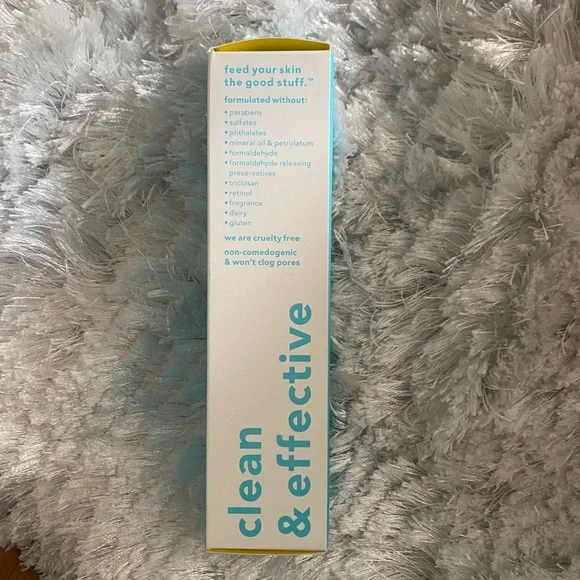 feed your skin
the good stuff.™
formulated without:
• parabens
• sulfates
• phthalates
• mineral oil & petrolatum
• formaldehyde
• formaldehyde releasing
preservatives
• triclosan
• retinol
• fragrance
• dairy
• gluten
we are cruelty free
non-comedogenic
& won't clog pores
clean
& effective